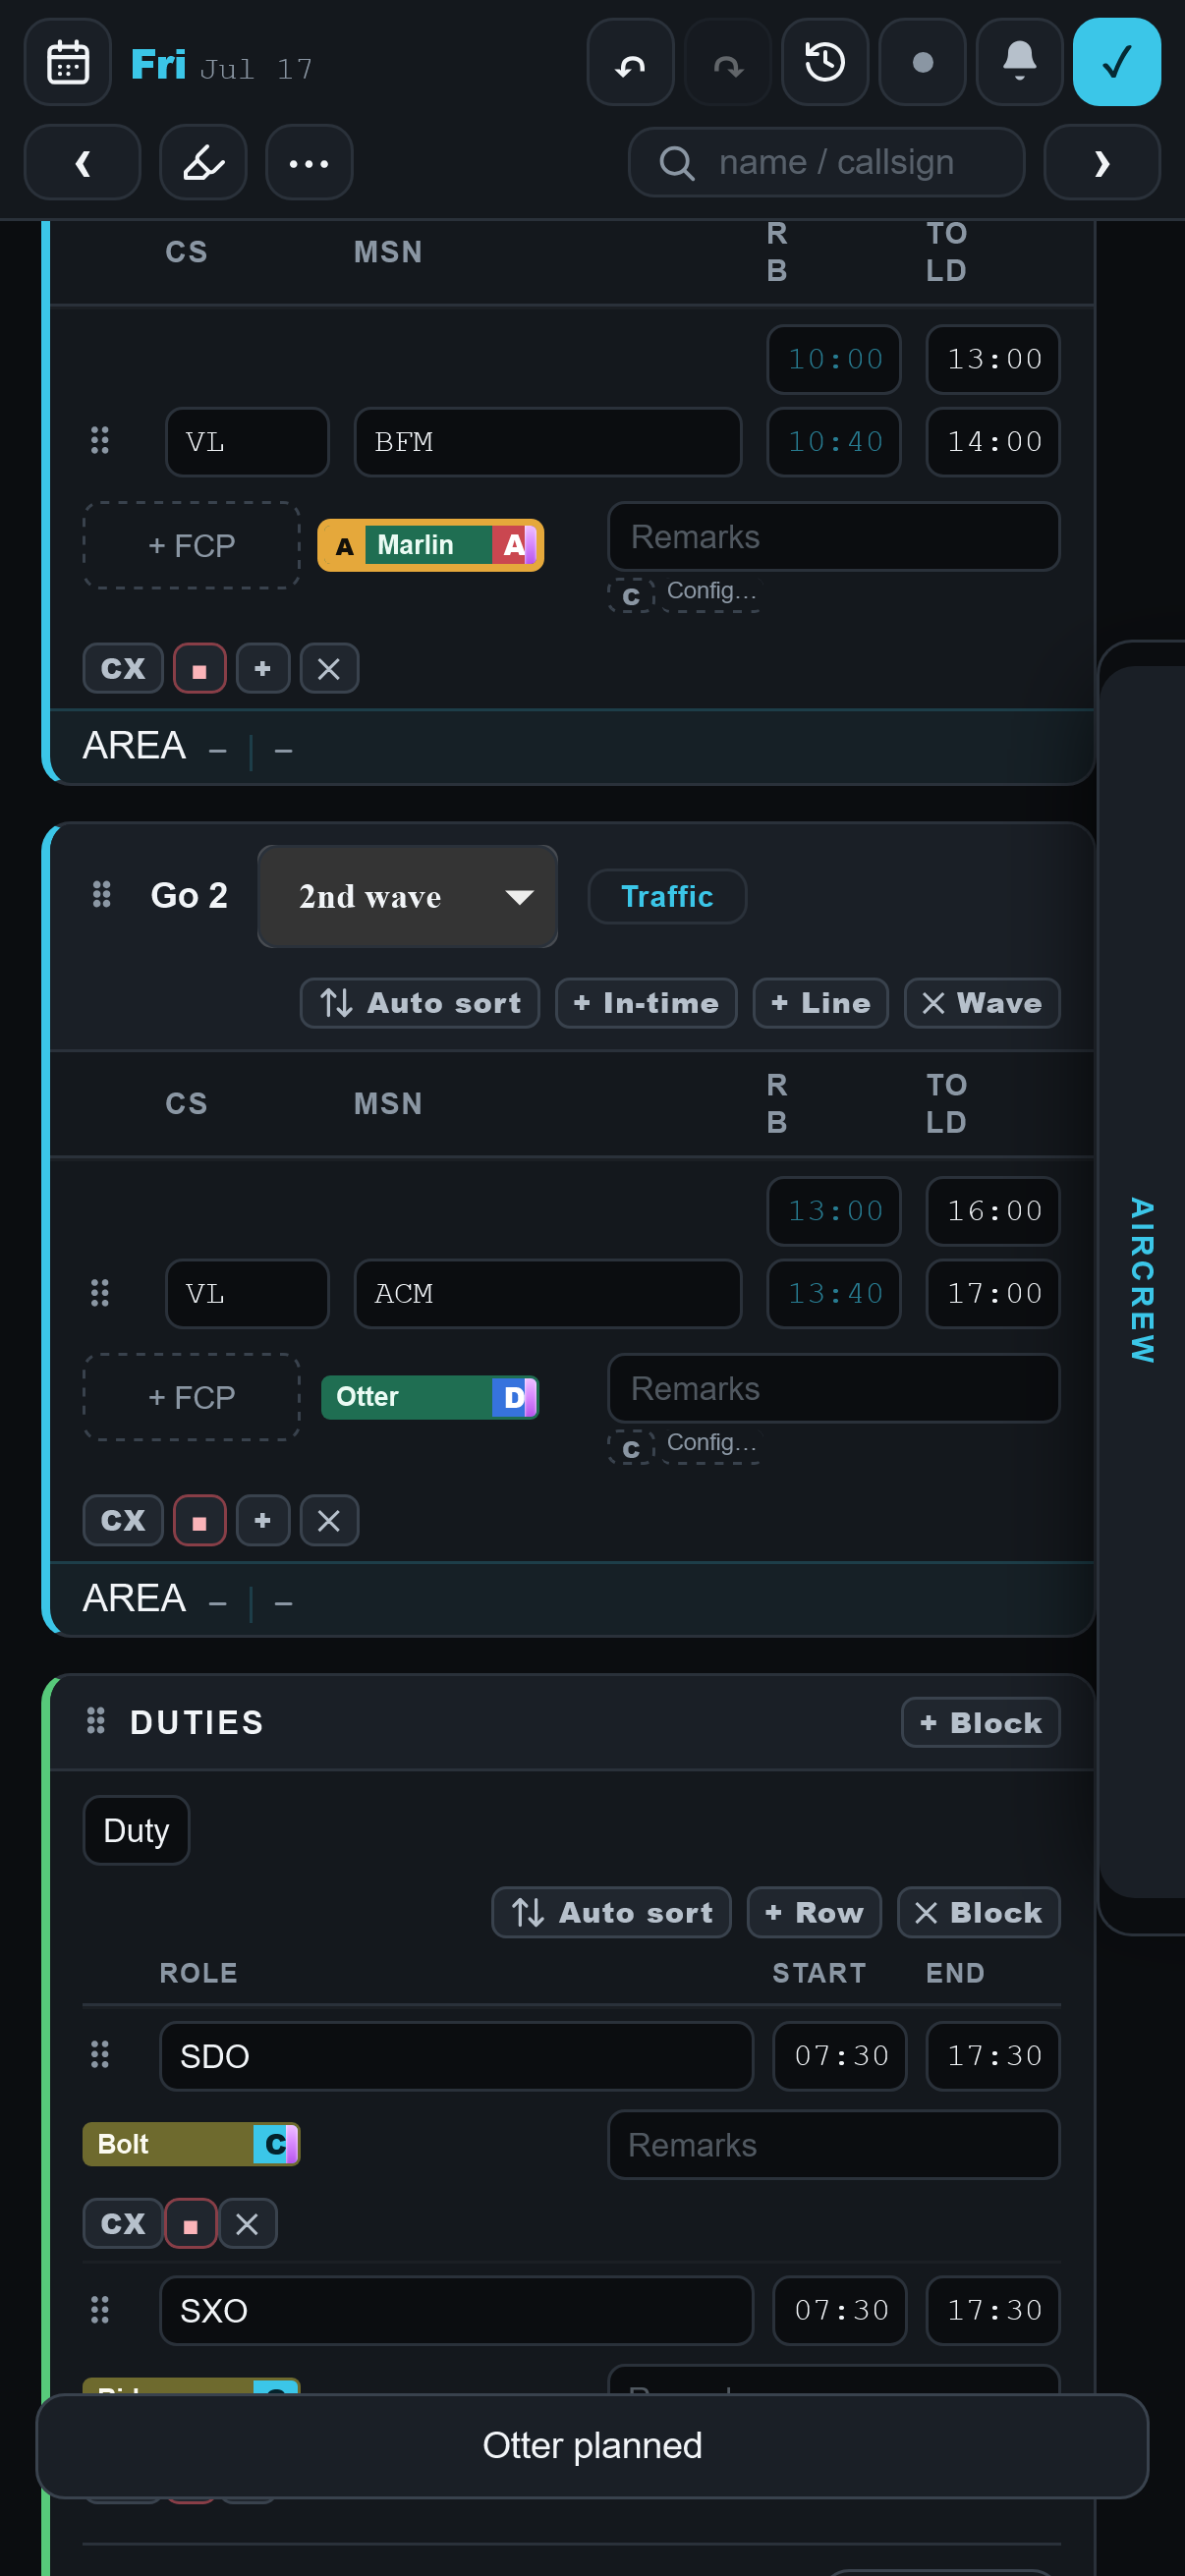 Fri Jul 17
name / callsign
CS MSN R B TO LD
10:00 13:00
VL BFM 10:40 14:00
+ FCP A Marlin A Remarks
C Config...
CX +
AREA – | –
Go 2 2nd wave Traffic
Auto sort + In-time + Line × Wave
CS MSN R B TO LD
13:00 16:00
VL ACM 13:40 17:00
+ FCP Otter D Remarks
C Config...
CX +
AREA – | –
AIRCREW
DUTIES + Block
Duty
Auto sort + Row × Block
ROLE START END
SDO 07:30 17:30
Bolt C Remarks
CX
SXO 07:30 17:30
Otter planned